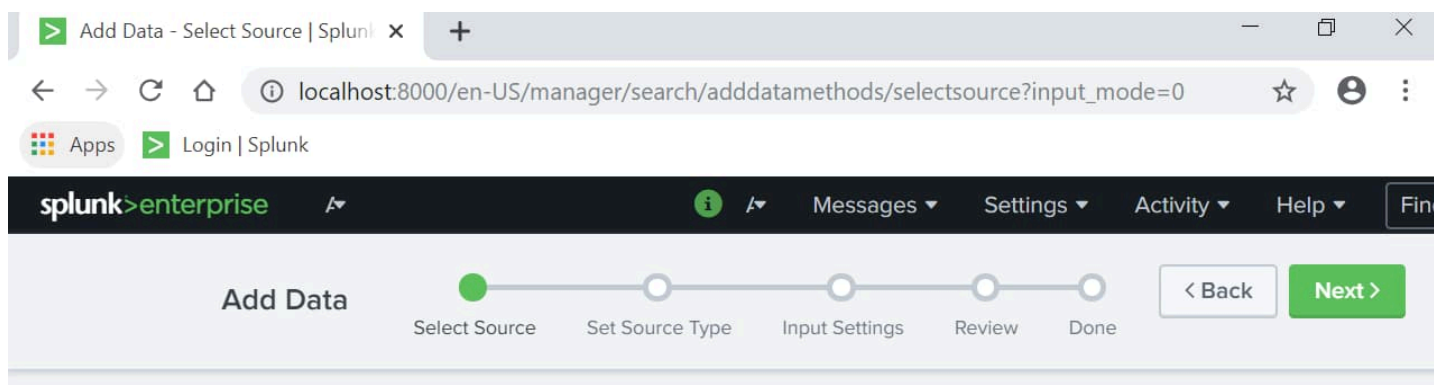 Add Data - Select Source | Splunk
localhost:8000/en-US/manager/search/adddatamethods/selectsource?input_mode=0
Apps Login | Splunk
splunk>enterprise Messages Settings Activity Help
Add Data Select Source Set Source Type Input Settings Review Done < Back Next >